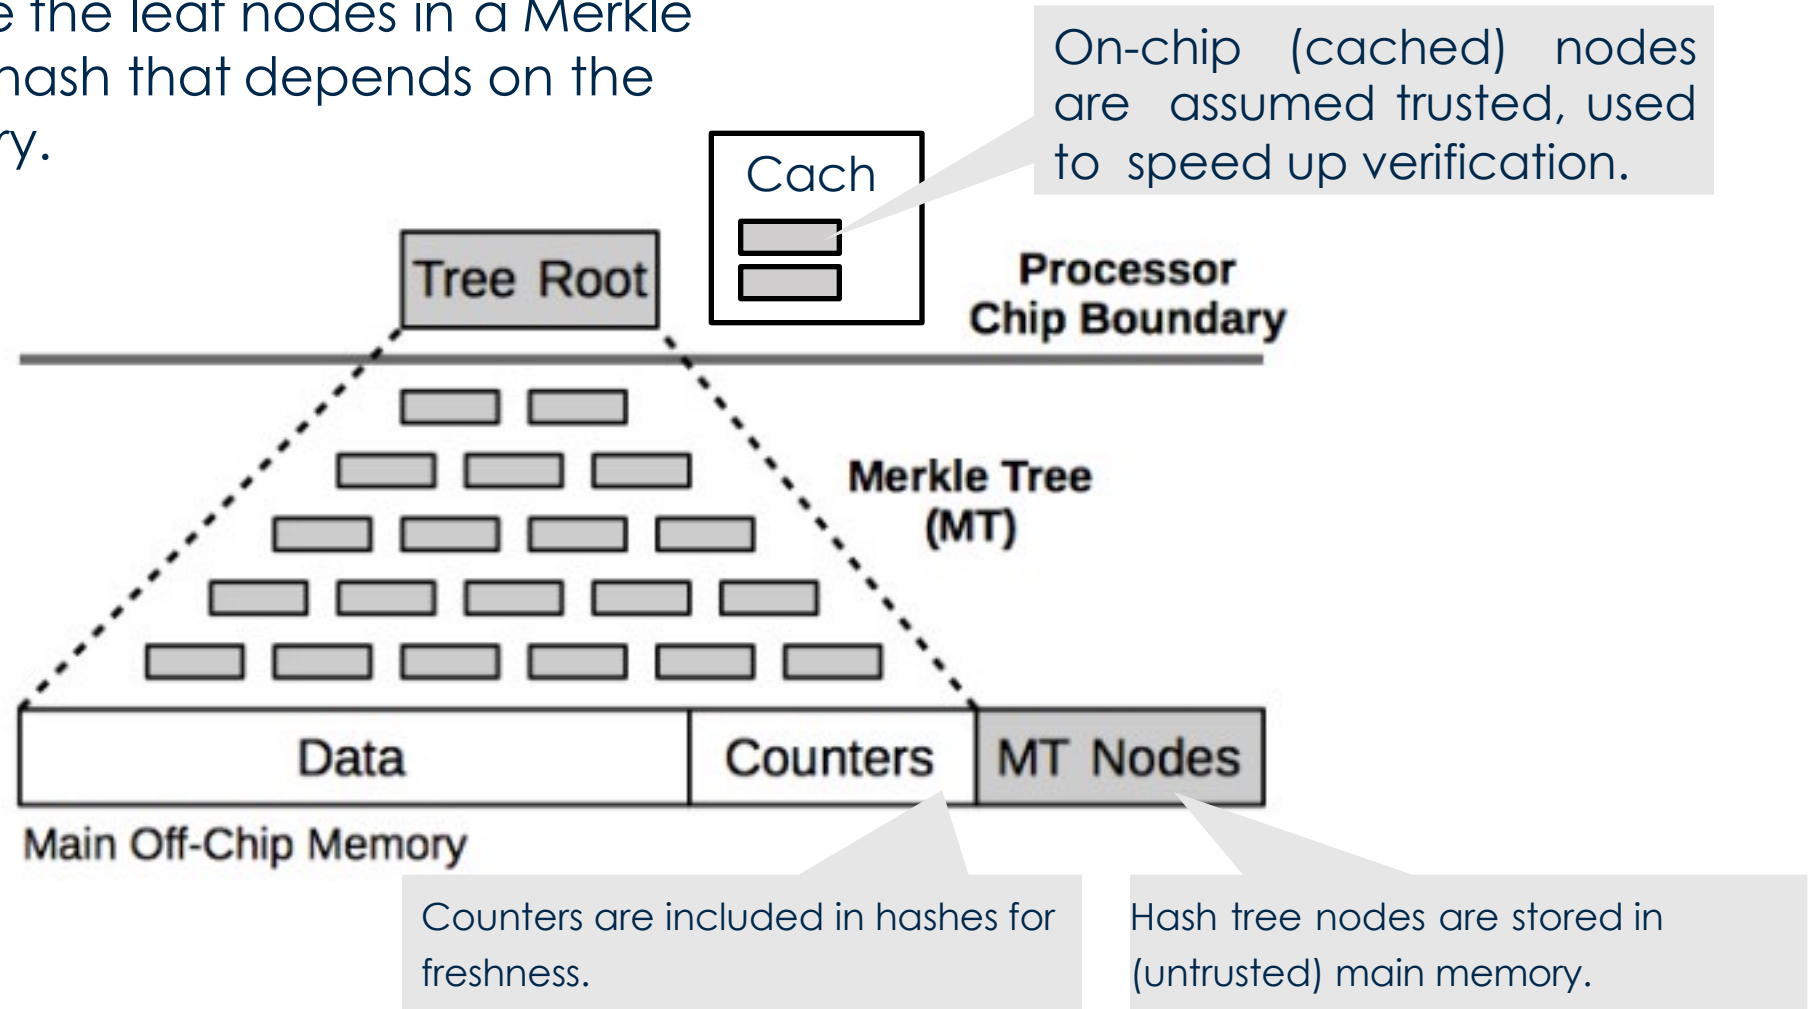 e the leaf nodes in a Merkle
hash that depends on the
ry.
On-chip (cached) nodes
are assumed trusted, used
to speed up verification.
Cach
Tree Root
Processor
Chip Boundary
Merkle Tree
(MT)
Data
Counters
MT Nodes
Main Off-Chip Memory
Counters are included in hashes for
freshness.
Hash tree nodes are stored in
(untrusted) main memory.